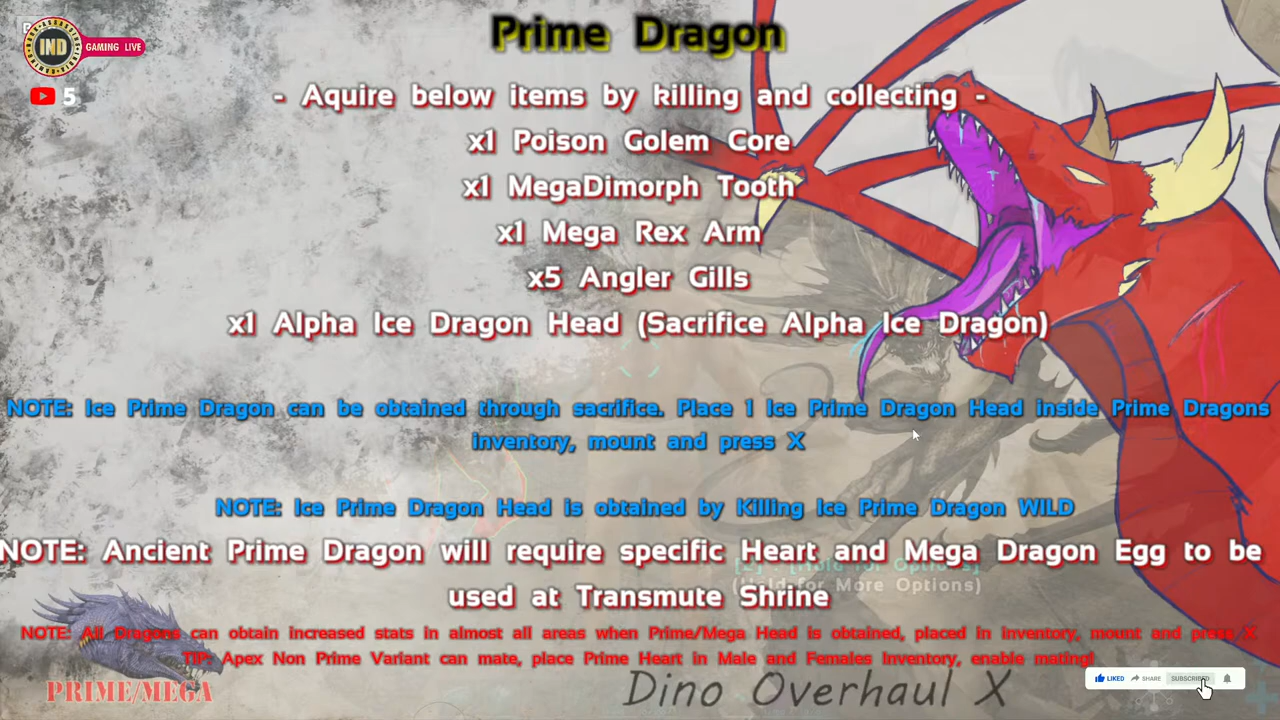 Prime Dragon
IND
GAMING LIVE
- Aquire below items by killing and collecting -
5
x1 Poison Golem Core
x1 MegaDimorph Tooth
x1 Mega Rex Arm
x5 Angler Gills
x1 Alpha Ice Dragon Head (Sacrifice Alpha Ice Dragon)
NOTE: Ice Prime Dragon can be obtained through sacrifice. Place 1 Ice Prime Dragon Head inside Prime Dragons
inventory, mount and press X
NOTE: Ice Prime Dragon Head is obtained by Killing Ice Prime Dragon WILD
NOTE: Ancient Prime Dragon will require specific Heart and Mega Dragon Egg to be
[E] : [Hold for Options]
(Hold for More Options)
used at Transmute Shrine
NOTE: All Dragons can obtain increased stats in almost all areas when Prime/Mega Head is obtained, placed in inventory, mount and press X
TIP: Apex Non Prime Variant can mate, place Prime Heart in Male and Females Inventory, enable mating!
LIKED SHARE SUBSCRIBED
PRIME/MEGA
Dino Overhaul X